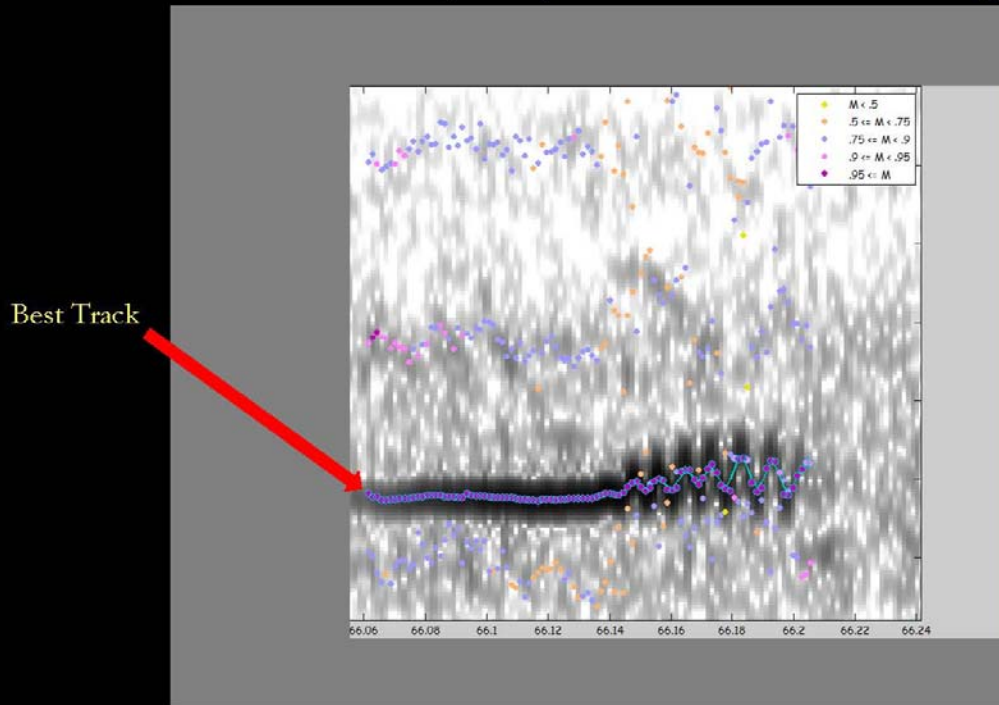 M < .5
.5 <= M < .75
.75 <= M < .9
.9 <= M < .95
.95 <= M
Best Track
66.06 66.08 66.1 66.12 66.14 66.16 66.18 66.2 66.22 66.24